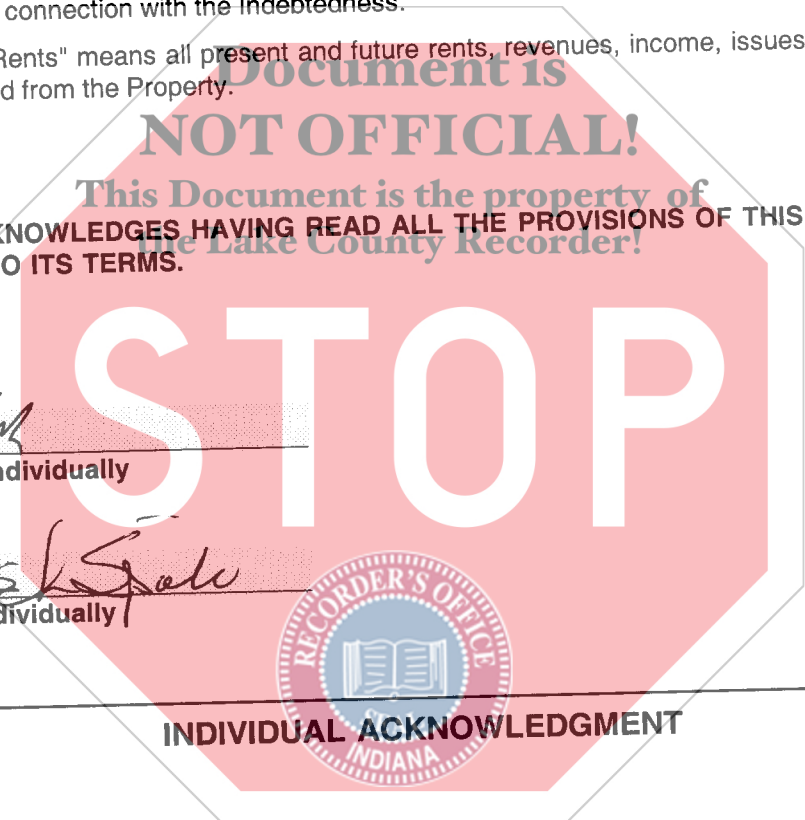 connection with the Indebtedness.
Rents" means all present and future rents, revenues, income, issues
d from the Property.
Document is
NOT OFFICIAL!
This Document is the property of
the Lake County Recorder!
KNOWLEDGES HAVING READ ALL THE PROVISIONS OF THIS
O ITS TERMS.
STOP
ndividually
dividually
RECORDER'S OFFICE
INDIANA
INDIVIDUAL ACKNOWLEDGMENT